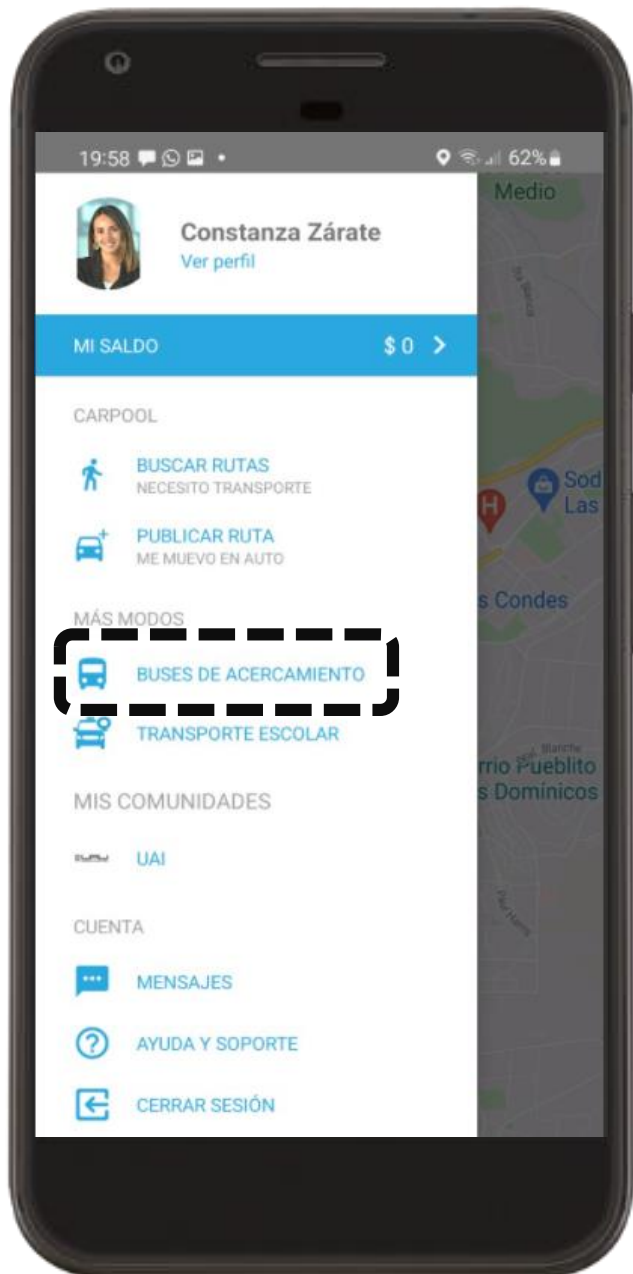 19:58
62%
Medio
Constanza Zárate
Ver perfil
MI SALDO $ 0
CARPOOL
BUSCAR RUTAS
NECESITO TRANSPORTE
PUBLICAR RUTA
ME MUEVO EN AUTO
MÁS MODOS
BUSES DE ACERCAMIENTO
TRANSPORTE ESCOLAR
MIS COMUNIDADES
UAI
CUENTA
MENSAJES
AYUDA Y SOPORTE
CERRAR SESIÓN
H
Sod
Las
s Condes
rrio Pueblito
s Domínicos
Paul Harris